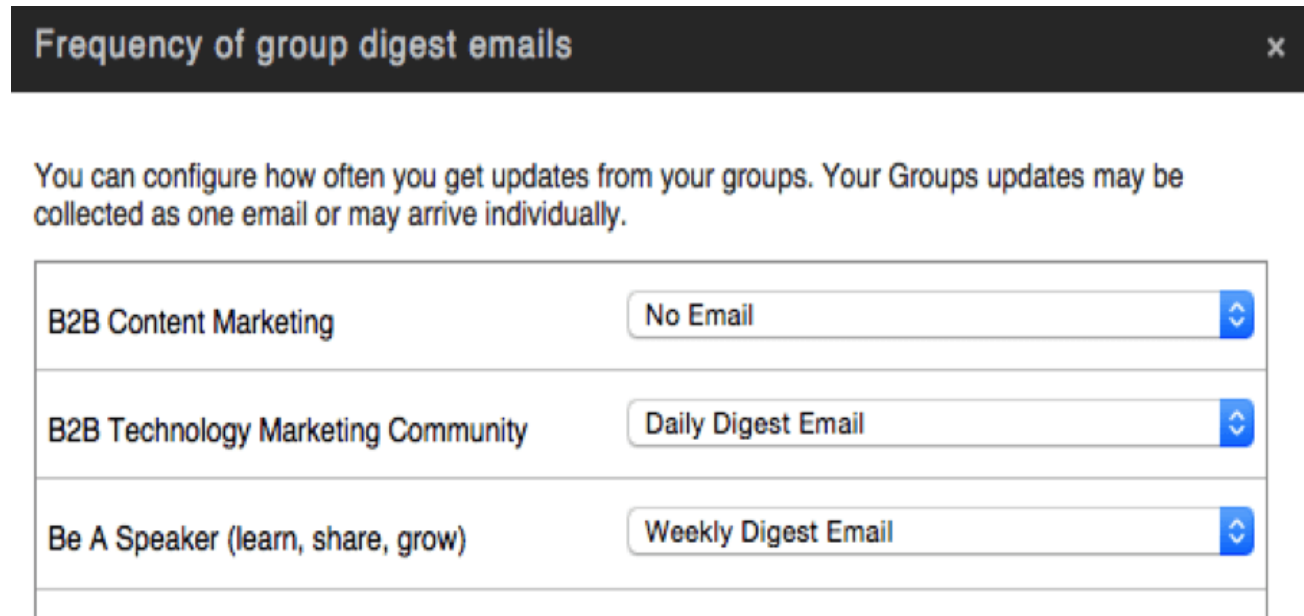 Frequency of group digest emails x
You can configure how often you get updates from your groups. Your Groups updates may be
collected as one email or may arrive individually.
B2B Content Marketing No Email
B2B Technology Marketing Community Daily Digest Email
Be A Speaker (learn, share, grow) Weekly Digest Email